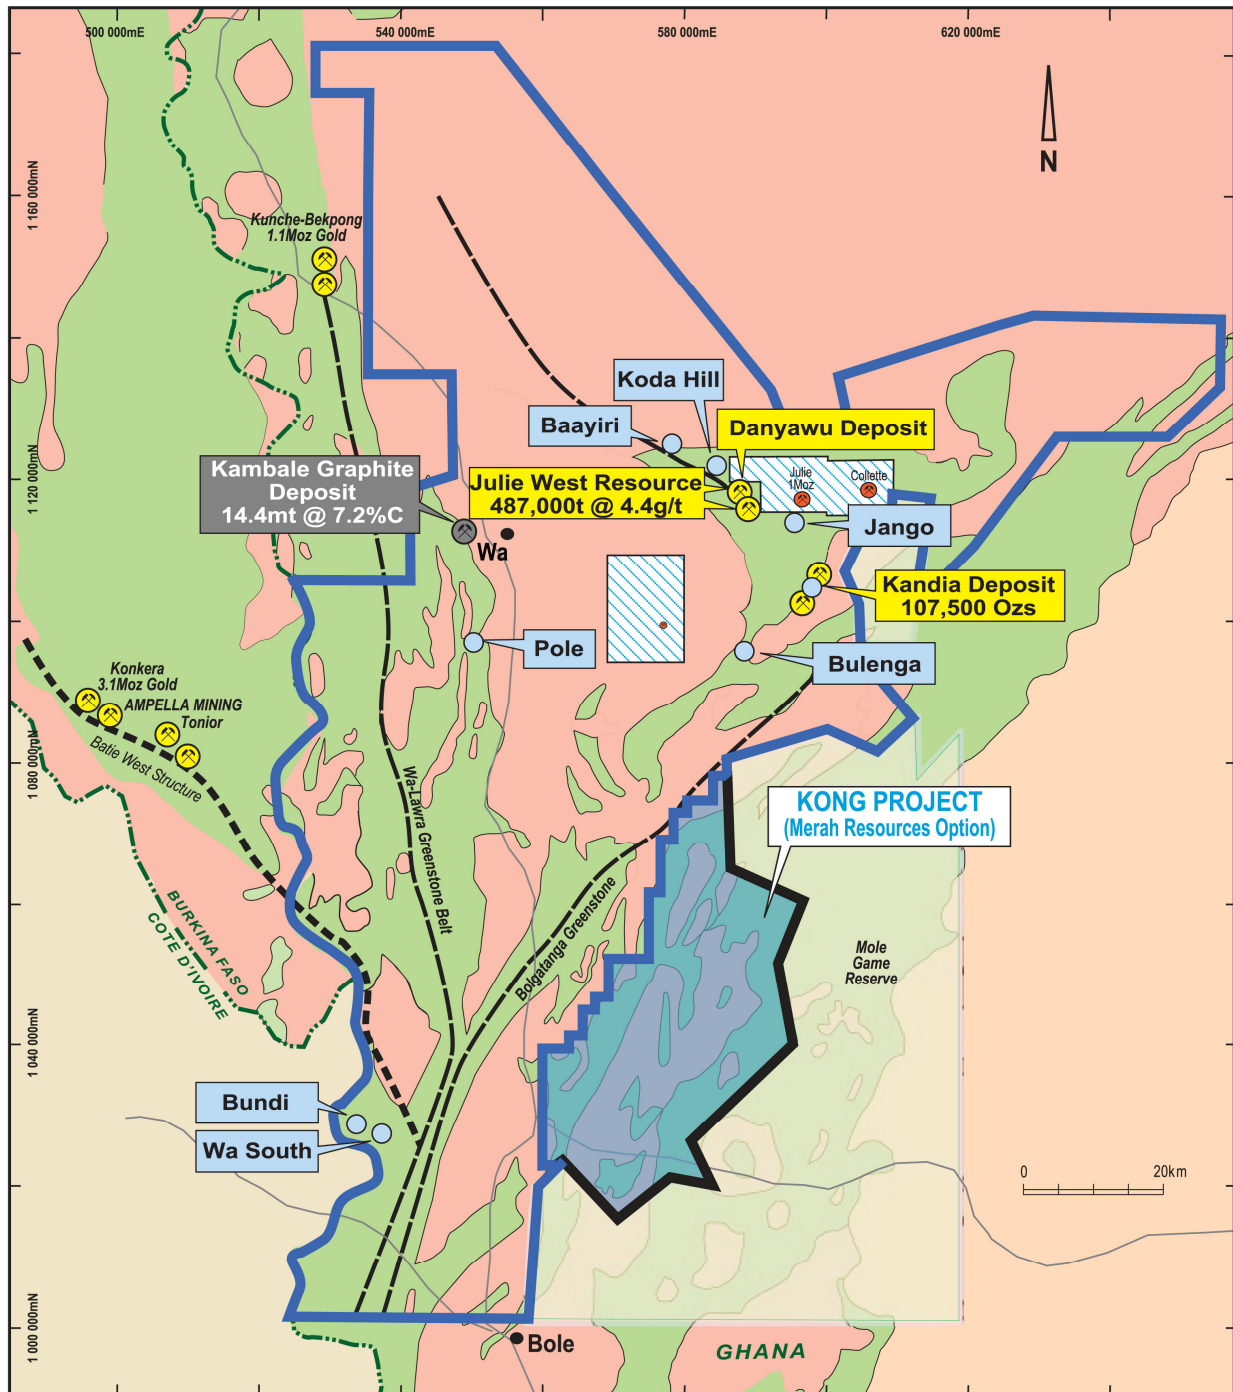 500 000mE
540 000mE
580 000mE
620 000mE
N
1 160 000mN
Kunche-Bekpong
1.1Moz Gold
Koda Hill
Baayiri
Danyawu Deposit
1 120 000mN
Kambale Graphite
Deposit
14.4mt @ 7.2%C
Julie West Resource
487,000t @ 4.4g/t
Julie
1Moz
Collette
Jango
Wa
Kandia Deposit
107,500 Ozs
Pole
Bulenga
Konkera
3.1Moz Gold
AMPELLA MINING
Tonior
Batie West Structure
1 080 000mN
Wa-Lawra Greenstone Belt
KONG PROJECT
(Merah Resources Option)
Bolgatanga Greenstone
BURKINA FASO
COTE D'IVOIRE
Mole
Game
Reserve
1 040 000mN
Bundi
Wa South
0
20km
1 000 000mN
Bole
GHANA